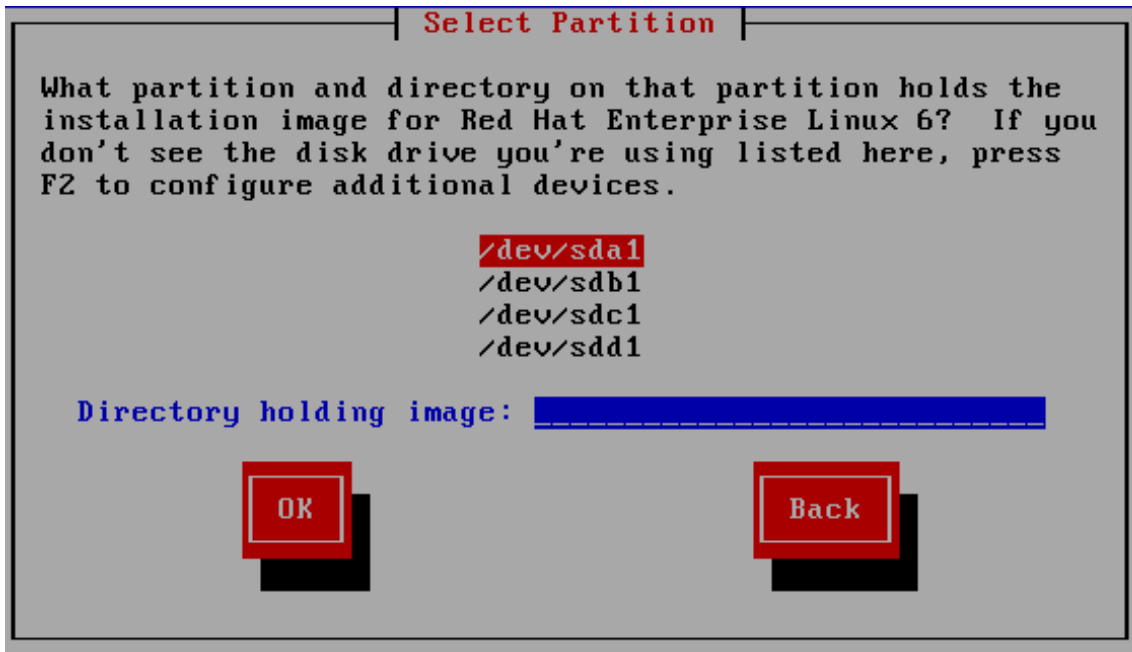 Select Partition
What partition and directory on that partition holds the
installation image for Red Hat Enterprise Linux 6?  If you
don't see the disk drive you're using listed here, press
F2 to configure additional devices.
/dev/sda1
/dev/sdb1
/dev/sdc1
/dev/sdd1
Directory holding image: ____________________________
OK
Back